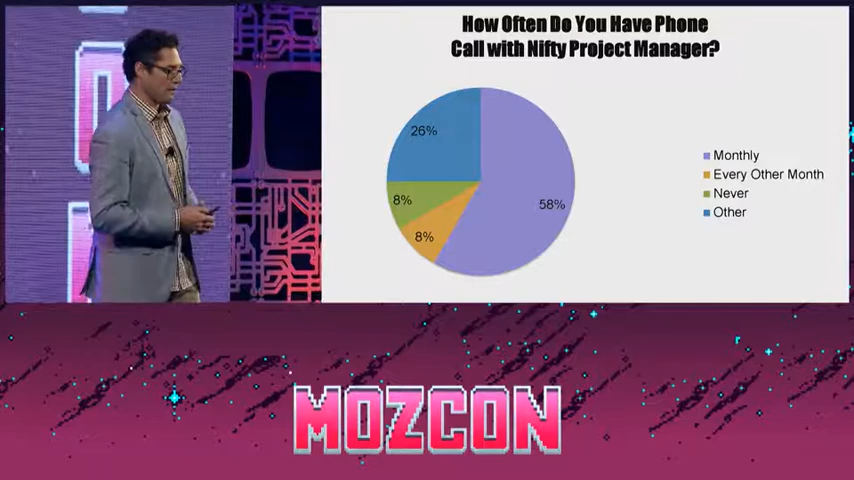 How Often Do You Have Phone
Call with Nifty Project Manager?
26%
8%
8%
58%
Monthly
Every Other Month
Never
Other
MOZCON